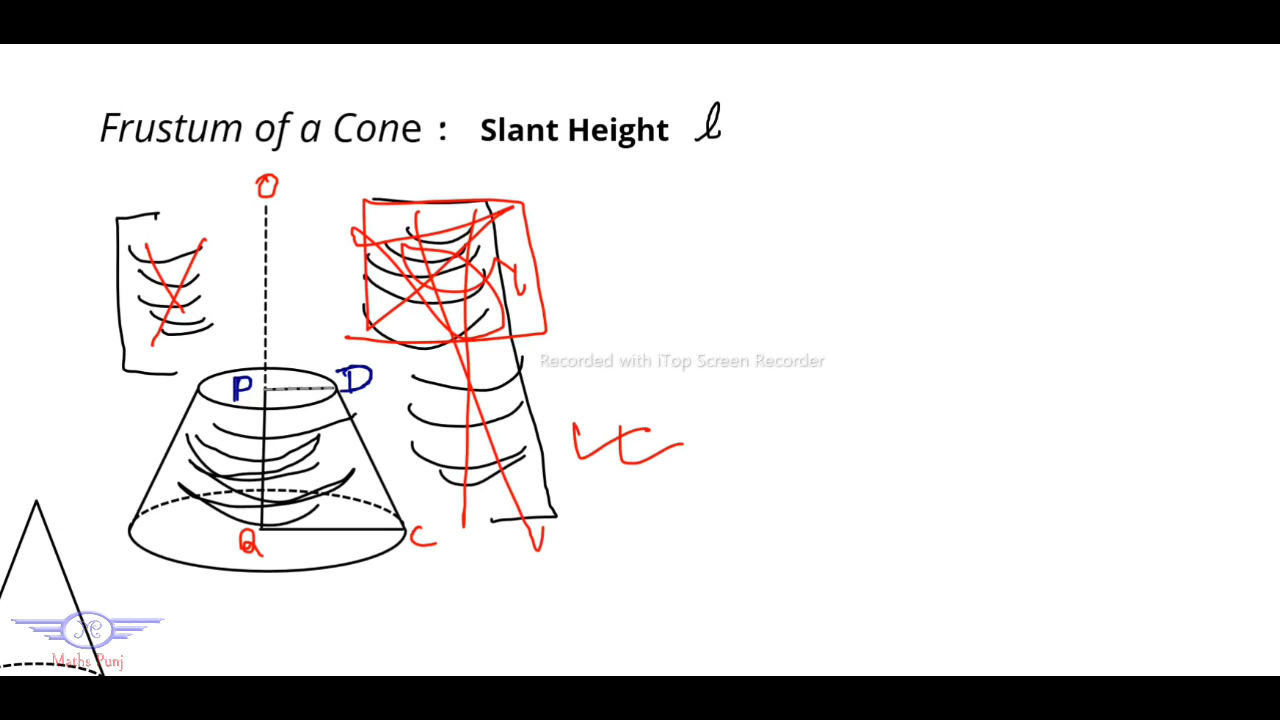 Frustum of a Cone : Slant Height l
O
Recorded with iTop Screen Recorder
P D
Q C
Maths Punj